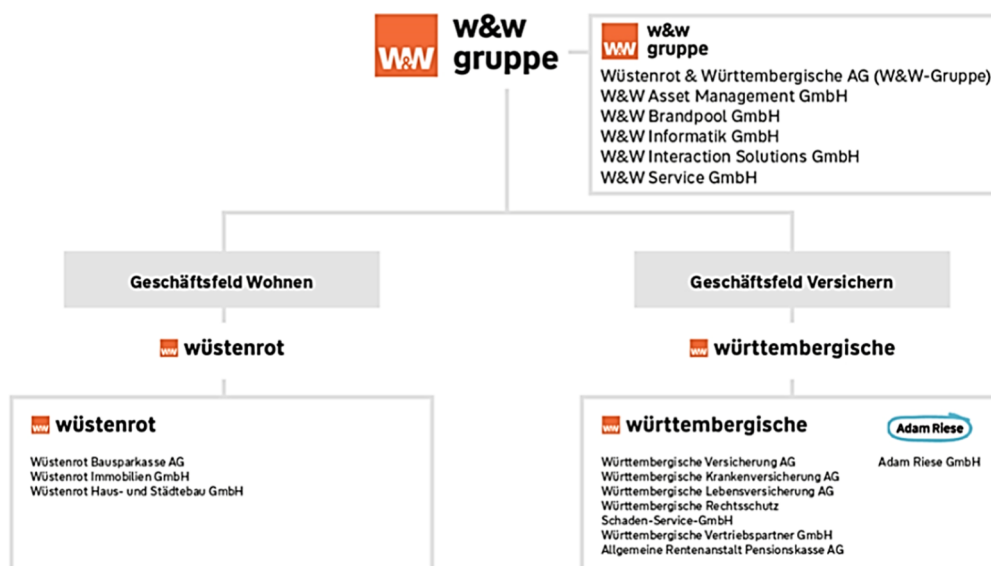 W&W
w&w
gruppe
W&W
w&w
gruppe
Wüstenrot & Württembergische AG (W&W-Gruppe)
W&W Asset Management GmbH
W&W Brandpool GmbH
W&W Informatik GmbH
W&W Interaction Solutions GmbH
W&W Service GmbH
Geschäftsfeld Wohnen
Geschäftsfeld Versichern
W&W wüstenrot
W&W württembergische
W&W wüstenrot
Wüstenrot Bausparkasse AG
Wüstenrot Immobilien GmbH
Wüstenrot Haus- und Städtebau GmbH
W&W württembergische
Württembergische Versicherung AG
Württembergische Krankenversicherung AG
Württembergische Lebensversicherung AG
Württembergische Rechtsschutz
Schaden-Service-GmbH
Württembergische Vertriebspartner GmbH
Allgemeine Rentenanstalt Pensionskasse AG
Adam Riese
Adam Riese GmbH